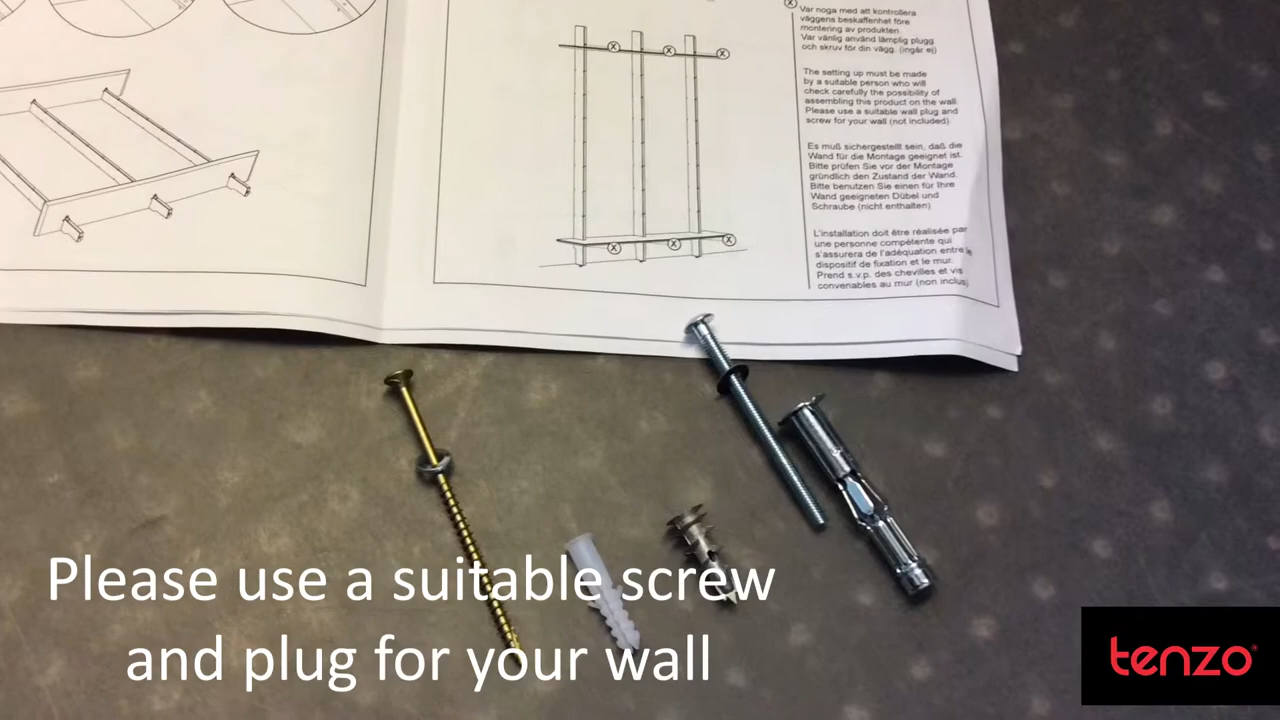 Var noga med att kontrollera
väggens beskaffenhet före
montering av produkten.
Var vänlig använd lämplig plugg
och skruv för din vägg. (ingår ej)
The setting up must be made
by a suitable person who will
check carefully the possibility of
assembling this product on the wall.
Please use a suitable wall plug and
screw for your wall (not included)
Es muß sichergestellt sein, daß die
Wand für die Montage geeignet ist.
Bitte prüfen Sie vor der Montage
gründlich den Zustand der Wand.
Bitte benutzen Sie einen für Ihre
Wand geeigneten Dübel und
Schraube (nicht enthalten)
L'installation doit être réalisée par
une personne compétente qui
s'assurera de l'adéquation entre le
dispositif de fixation et le mur.
Prend s.v.p. des chevilles et vis
convenables au mur (non inclus)
X X X
X X X
Please use a suitable screw
and plug for your wall
tenzo